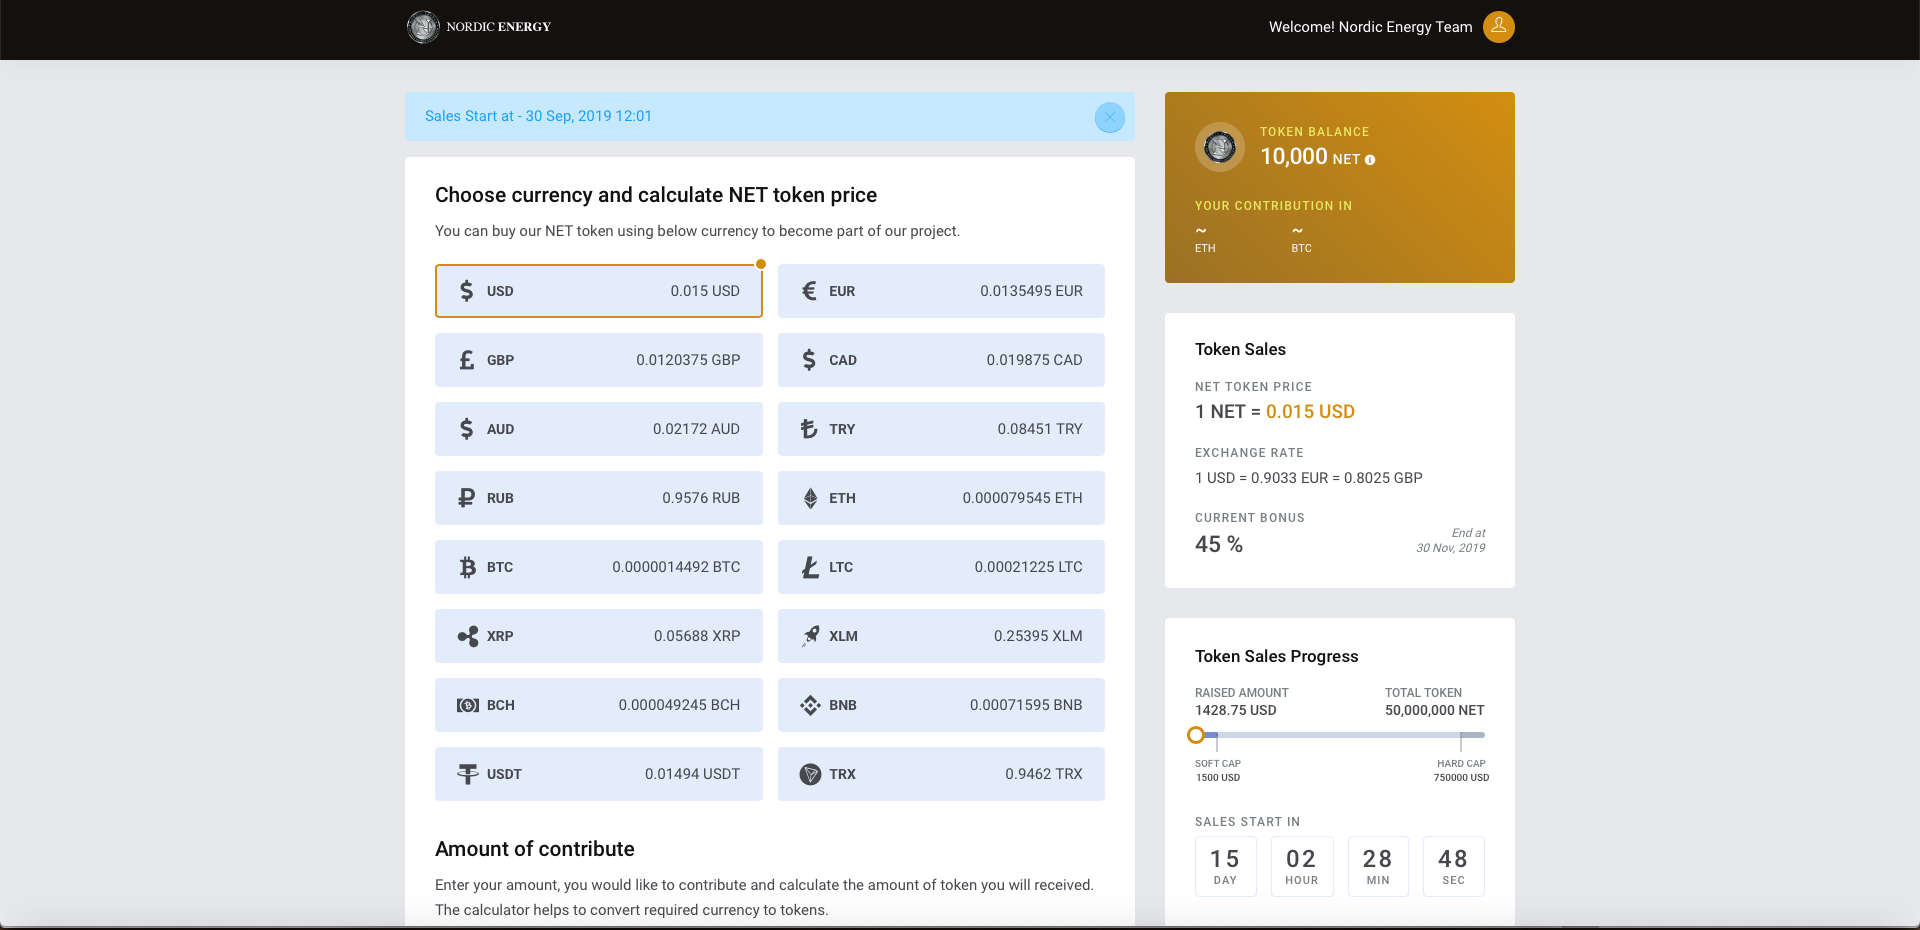 NORDIC ENERGY
Welcome! Nordic Energy Team
Sales Start at - 30 Sep, 2019 12:01
Choose currency and calculate NET token price
You can buy our NET token using below currency to become part of our project.
USD 0.015 USD
EUR 0.0135495 EUR
GBP 0.0120375 GBP
CAD 0.019875 CAD
AUD 0.02172 AUD
TRY 0.08451 TRY
RUB 0.9576 RUB
ETH 0.000079545 ETH
BTC 0.0000014492 BTC
LTC 0.00021225 LTC
XRP 0.05688 XRP
XLM 0.25395 XLM
BCH 0.000049245 BCH
BNB 0.00071595 BNB
USDT 0.01494 USDT
TRX 0.9462 TRX
Amount of contribute
Enter your amount, you would like to contribute and calculate the amount of token you will received.
The calculator helps to convert required currency to tokens.
TOKEN BALANCE
10,000 NET
YOUR CONTRIBUTION IN
~ ~
ETH BTC
Token Sales
NET TOKEN PRICE
1 NET = 0.015 USD
EXCHANGE RATE
1 USD = 0.9033 EUR = 0.8025 GBP
CURRENT BONUS
45 %
End at
30 Nov, 2019
Token Sales Progress
RAISED AMOUNT TOTAL TOKEN
1428.75 USD 50,000,000 NET
SOFT CAP HARD CAP
1500 USD 750000 USD
SALES START IN
15 02 28 48
DAY HOUR MIN SEC